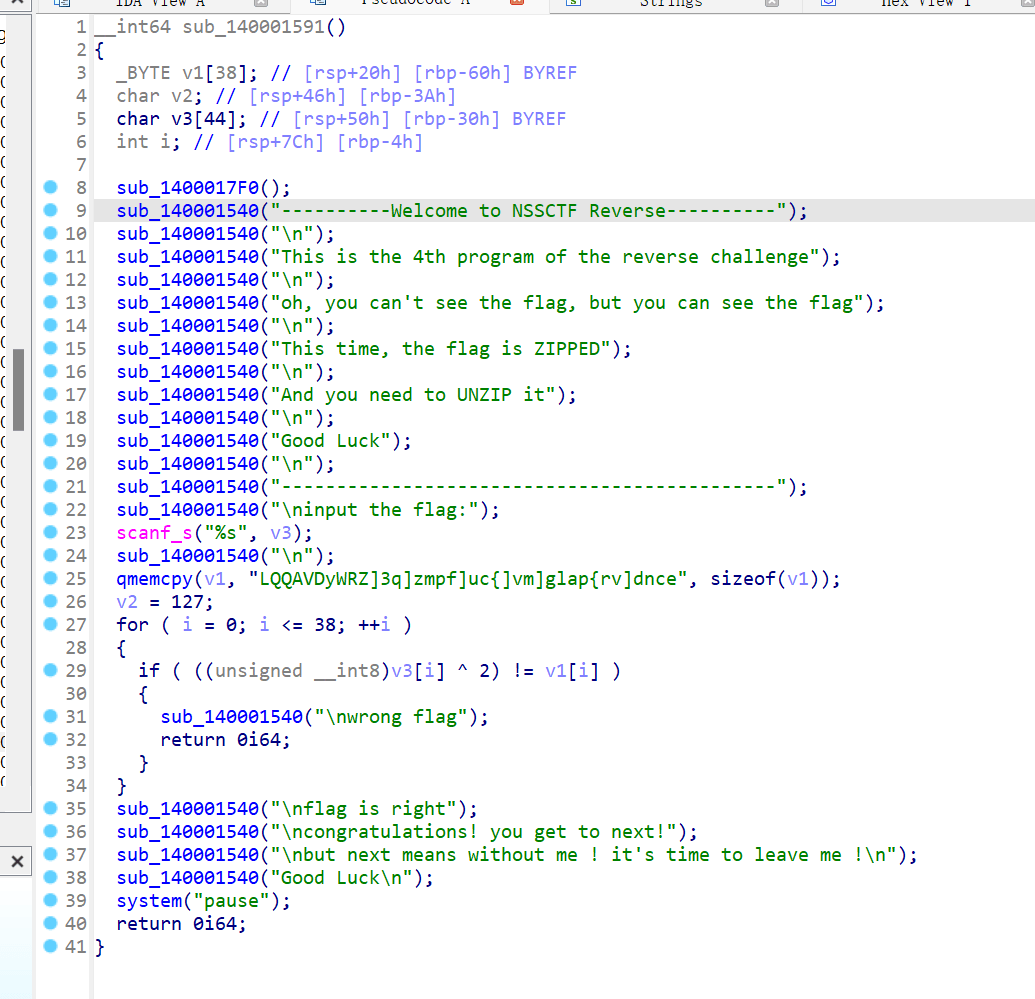 IDA View A Pseudocode A Strings Hex View 1
1 __int64 sub_140001591()
2 {
3 _BYTE v1[38]; // [rsp+20h] [rbp-60h] BYREF
4 char v2; // [rsp+46h] [rbp-3Ah]
5 char v3[44]; // [rsp+50h] [rbp-30h] BYREF
6 int i; // [rsp+7Ch] [rbp-4h]
7
8 sub_1400017F0();
9 sub_140001540("----------Welcome to NSSCTF Reverse----------");
10 sub_140001540("\n");
11 sub_140001540("This is the 4th program of the reverse challenge");
12 sub_140001540("\n");
13 sub_140001540("oh, you can't see the flag, but you can see the flag");
14 sub_140001540("\n");
15 sub_140001540("This time, the flag is ZIPPED");
16 sub_140001540("\n");
17 sub_140001540("And you need to UNZIP it");
18 sub_140001540("\n");
19 sub_140001540("Good Luck");
20 sub_140001540("\n");
21 sub_140001540("---------------------------------------------");
22 sub_140001540("\ninput the flag:");
23 scanf_s("%s", v3);
24 sub_140001540("\n");
25 qmemcpy(v1, "LQQAVDyWRZ]3q]zmpf]uc{]vm]glap{rv]dnce", sizeof(v1));
26 v2 = 127;
27 for ( i = 0; i <= 38; ++i )
28 {
29 if ( ((unsigned __int8)v3[i] ^ 2) != v1[i] )
30 {
31 sub_140001540("\nwrong flag");
32 return 0i64;
33 }
34 }
35 sub_140001540("\nflag is right");
36 sub_140001540("\ncongratulations! you get to next!");
37 sub_140001540("\nbut next means without me ! it's time to leave me !\n");
38 sub_140001540("Good Luck\n");
39 system("pause");
40 return 0i64;
41 }